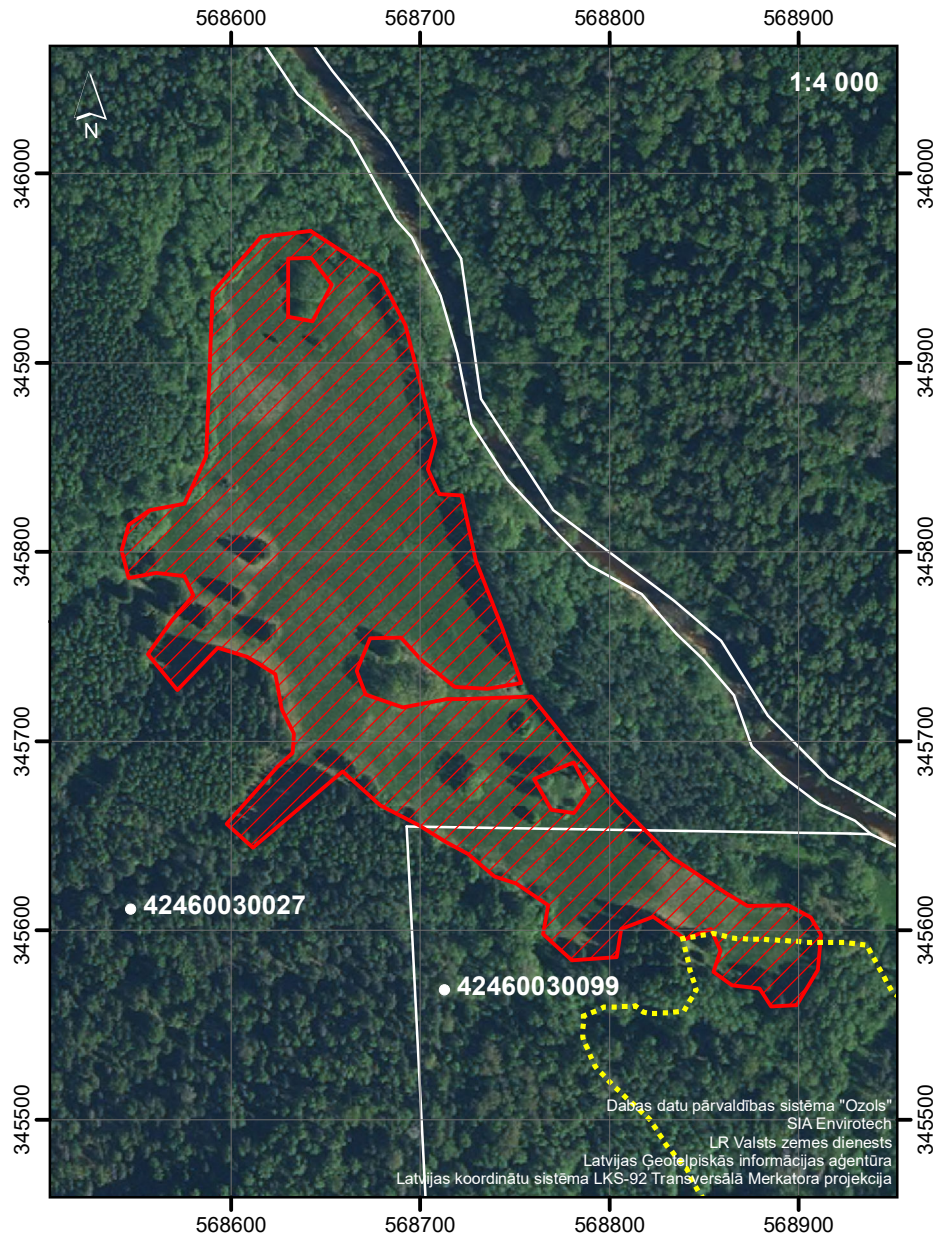 568600 568700 568800 568900
1:4 000
N
346000 346000
345900 345900
345800 345800
345700 345700
42460030027
345600 345600
42460030099
345500 345500
Dabas datu pārvaldības sistēma "Ozols"
SIA Envirotech
LR Valsts zemes dienests
Latvijas Ģeotelpiskās informācijas aģentūra
Latvijas koordinātu sistēma LKS-92 Transversālā Merkatora projekcija
568600 568700 568800 568900